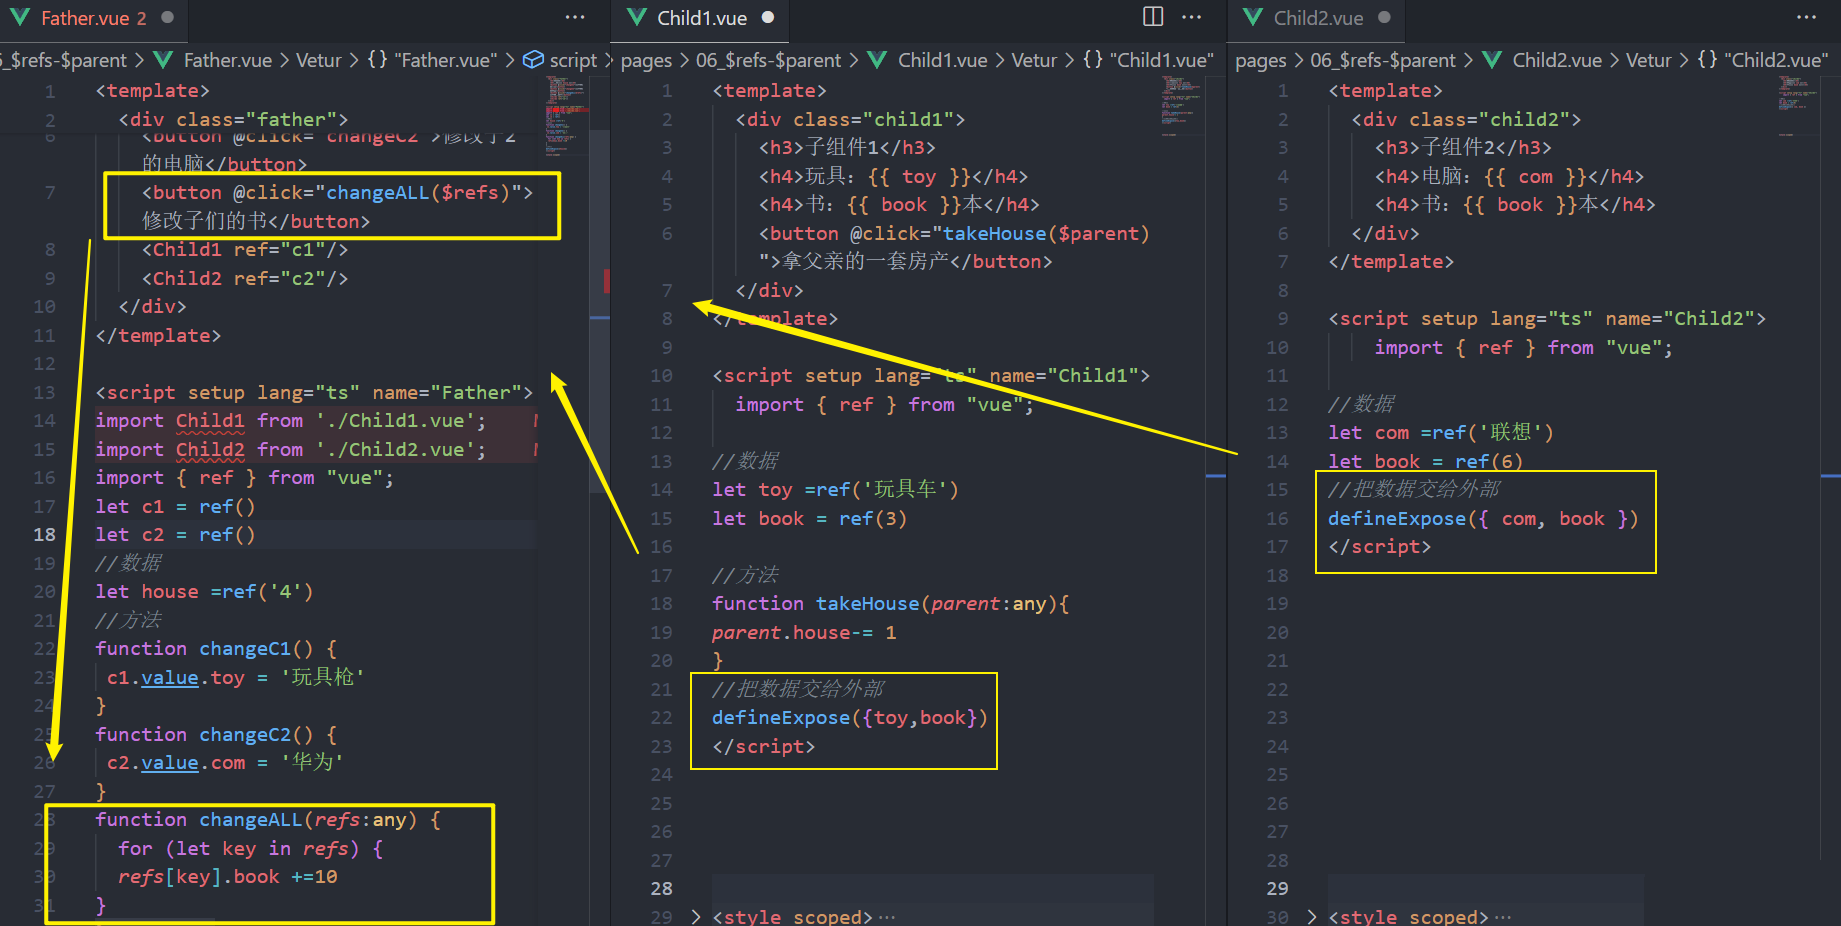 Father.vue 2
5_$refs-$parent > Father.vue > Vetur > {} "Father.vue" > script >
1 <template>
2 <div class="father">
6 <button @click="changeC2">修改子2
的电脑</button>
7 <button @click="changeALL($refs)">
修改子们的书</button>
8 <Child1 ref="c1"/>
9 <Child2 ref="c2"/>
10 </div>
11 </template>
12
13 <script setup lang="ts" name="Father">
14 import Child1 from './Child1.vue';
15 import Child2 from './Child2.vue';
16 import { ref } from "vue";
17 let c1 = ref()
18 let c2 = ref()
19 //数据
20 let house =ref('4')
21 //方法
22 function changeC1() {
23 c1.value.toy = '玩具枪'
24 }
25 function changeC2() {
26 c2.value.com = '华为'
27 }
28 function changeALL(refs:any) {
29 for (let key in refs) {
30 refs[key].book +=10
31 }
Child1.vue
pages > 06_$refs-$parent > Child1.vue > Vetur > {} "Child1.vue"
1 <template>
2 <div class="child1">
3 <h3>子组件1</h3>
4 <h4>玩具：{{ toy }}</h4>
5 <h4>书：{{ book }}本</h4>
6 <button @click="takeHouse($parent)
">拿父亲的一套房产</button>
7 </div>
8 </template>
9
10 <script setup lang="ts" name="Child1">
11 import { ref } from "vue";
12
13 //数据
14 let toy =ref('玩具车')
15 let book = ref(3)
16
17 //方法
18 function takeHouse(parent:any){
19 parent.house-= 1
20 }
21 //把数据交给外部
22 defineExpose({toy,book})
23 </script>
24
25
26
27
28
29 > <style scoped>···
Child2.vue
pages > 06_$refs-$parent > Child2.vue > Vetur > {} "Child2.vue"
1 <template>
2 <div class="child2">
3 <h3>子组件2</h3>
4 <h4>电脑：{{ com }}</h4>
5 <h4>书：{{ book }}本</h4>
6 </div>
7 </template>
8
9 <script setup lang="ts" name="Child2">
10 import { ref } from "vue";
11
12 //数据
13 let com =ref('联想')
14 let book = ref(6)
15 //把数据交给外部
16 defineExpose({ com, book })
17 </script>
18
19
20
21
22
23
24
25
26
27
28
29
30 > <style scoped>···